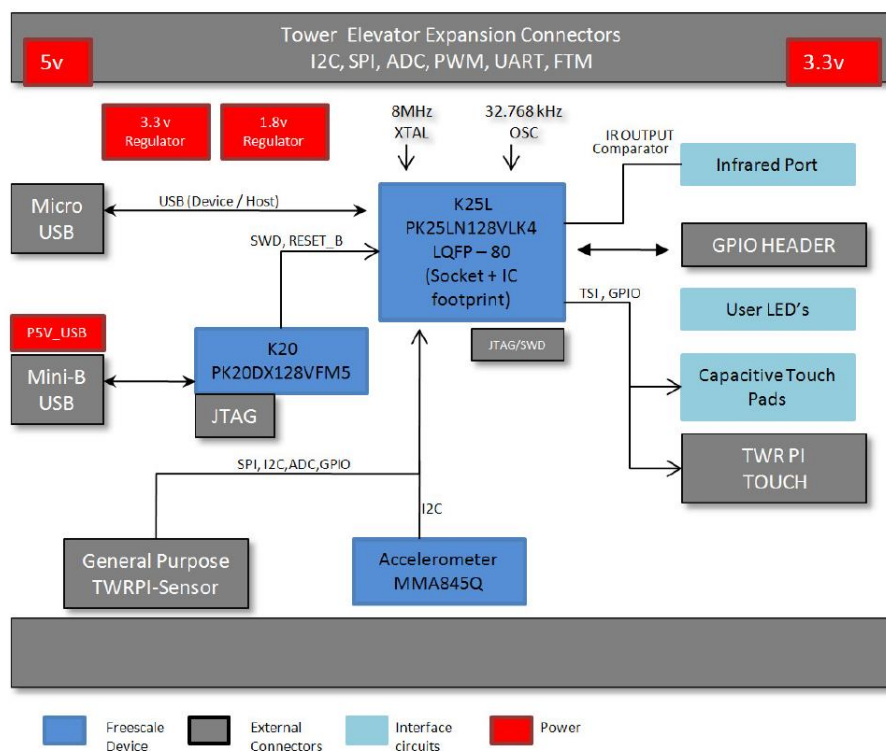 Tower Elevator Expansion Connectors
I2C, SPI, ADC, PWM, UART, FTM
5v
3.3v
3.3 v
Regulator
1.8v
Regulator
8MHz
XTAL
32.768 kHz
OSC
IR OUTPUT
Comparator
Infrared Port
Micro
USB
USB (Device / Host)
K25L
PK25LN128VLK4
LQFP – 80
(Socket + IC
footprint)
GPIO HEADER
SWD, RESET_B
TSI , GPIO
User LED's
P5V_USB
Mini-B
USB
K20
PK20DX128VFM5
JTAG
JTAG/SWD
Capacitive Touch
Pads
TWR PI
TOUCH
SPI, I2C,ADC,GPIO
I2C
General Purpose
TWRPI-Sensor
Accelerometer
MMA845Q
Freescale
Device
External
Connectors
Interface
circuits
Power